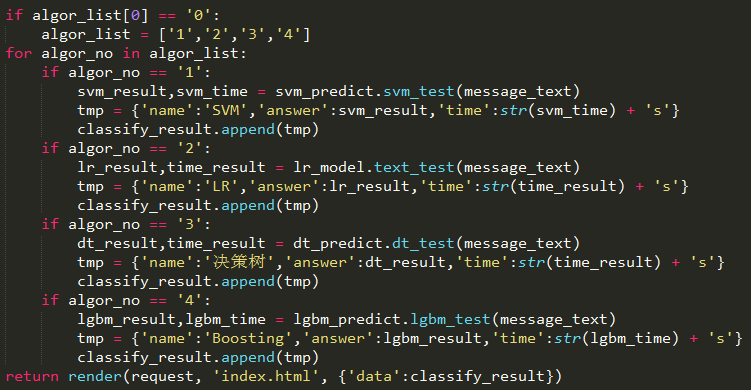 if algor_list[0] == '0':
    algor_list = ['1','2','3','4']
for algor_no in algor_list:
    if algor_no == '1':
        svm_result,svm_time = svm_predict.svm_test(message_text)
        tmp = {'name':'SVM','answer':svm_result,'time':str(svm_time) + 's'}
        classify_result.append(tmp)
    if algor_no == '2':
        lr_result,time_result = lr_model.text_test(message_text)
        tmp = {'name':'LR','answer':lr_result,'time':str(time_result) + 's'}
        classify_result.append(tmp)
    if algor_no == '3':
        dt_result,time_result = dt_predict.dt_test(message_text)
        tmp = {'name':'决策树','answer':dt_result,'time':str(time_result) + 's'}
        classify_result.append(tmp)
    if algor_no == '4':
        lgbm_result,lgbm_time = lgbm_predict.lgbm_test(message_text)
        tmp = {'name':'Boosting','answer':lgbm_result,'time':str(lgbm_time) + 's'}
        classify_result.append(tmp)
return render(request, 'index.html', {'data':classify_result})